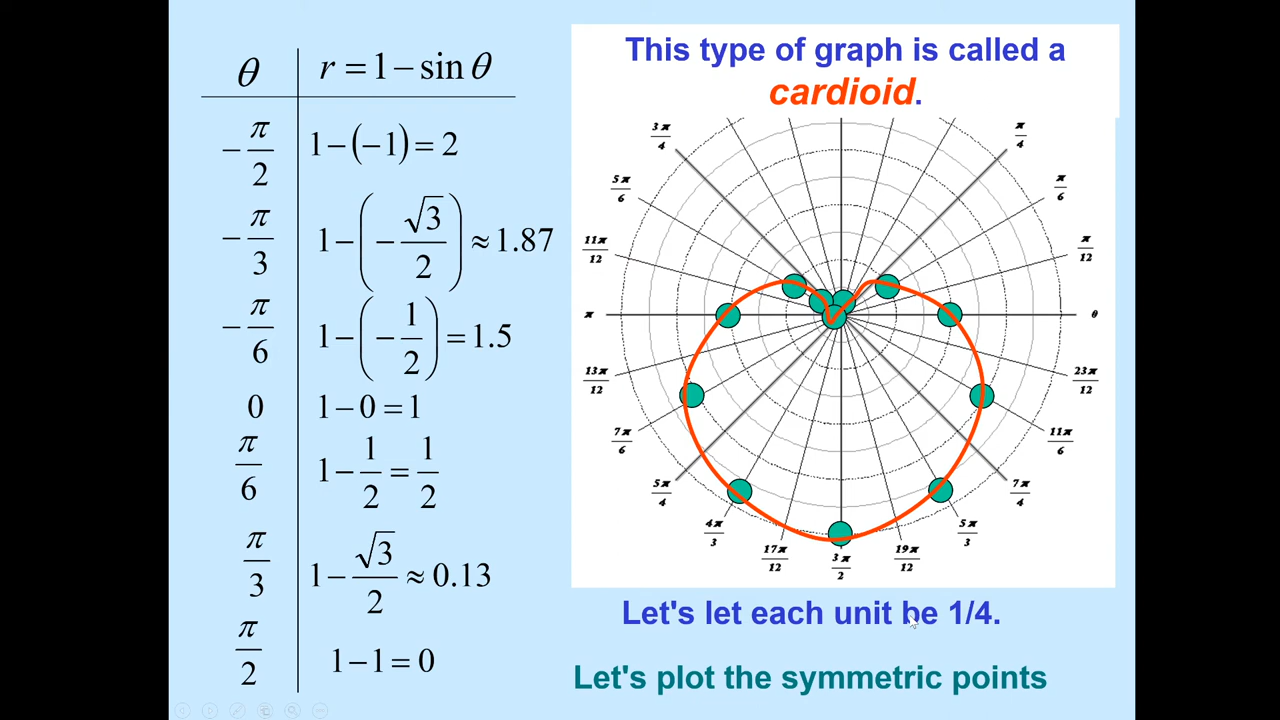 θ r = 1 − sin θ
−π/2 1 − (−1) = 2
−π/3 1 − (−√3/2) ≈ 1.87
−π/6 1 − (−1/2) = 1.5
0 1 − 0 = 1
π/6 1 − 1/2 = 1/2
π/3 1 − √3/2 ≈ 0.13
π/2 1 − 1 = 0
This type of graph is called a
cardioid.
3π/4 π/4
5π/6 π/6
11π/12 π/12
π 0
13π/12 23π/12
7π/6 11π/6
5π/4 7π/4
4π/3 5π/3
17π/12 19π/12
3π/2
Let's let each unit be 1/4.
Let's plot the symmetric points